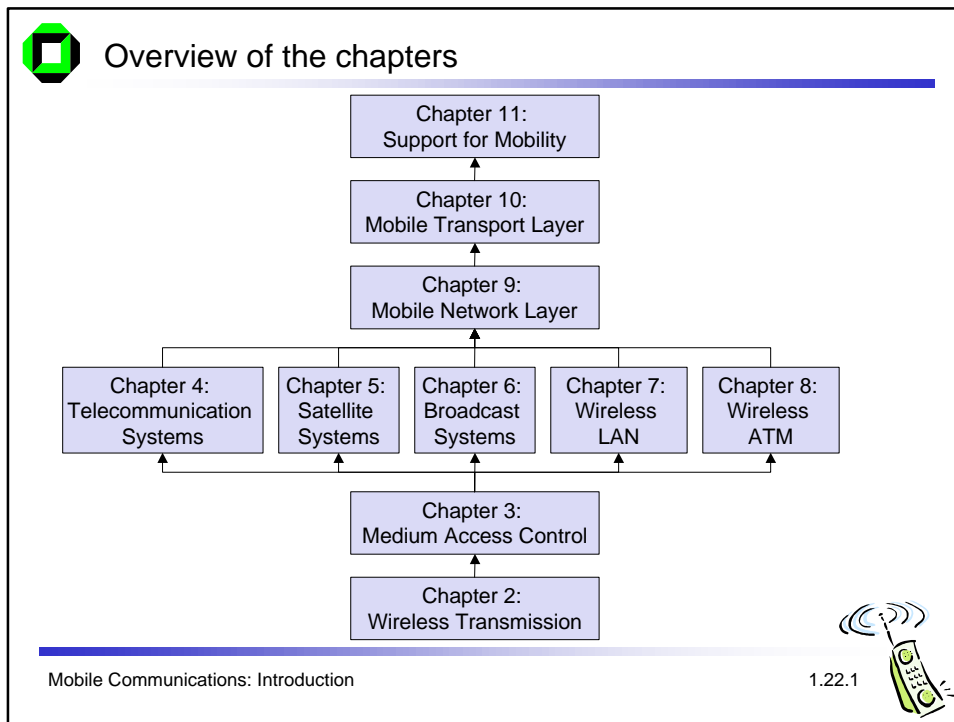 Overview of the chapters
Chapter 11:
Support for Mobility
Chapter 10:
Mobile Transport Layer
Chapter 9:
Mobile Network Layer
Chapter 4:
Telecommunication
Systems
Chapter 5:
Satellite
Systems
Chapter 6:
Broadcast
Systems
Chapter 7:
Wireless
LAN
Chapter 8:
Wireless
ATM
Chapter 3:
Medium Access Control
Chapter 2:
Wireless Transmission
Mobile Communications: Introduction
1.22.1